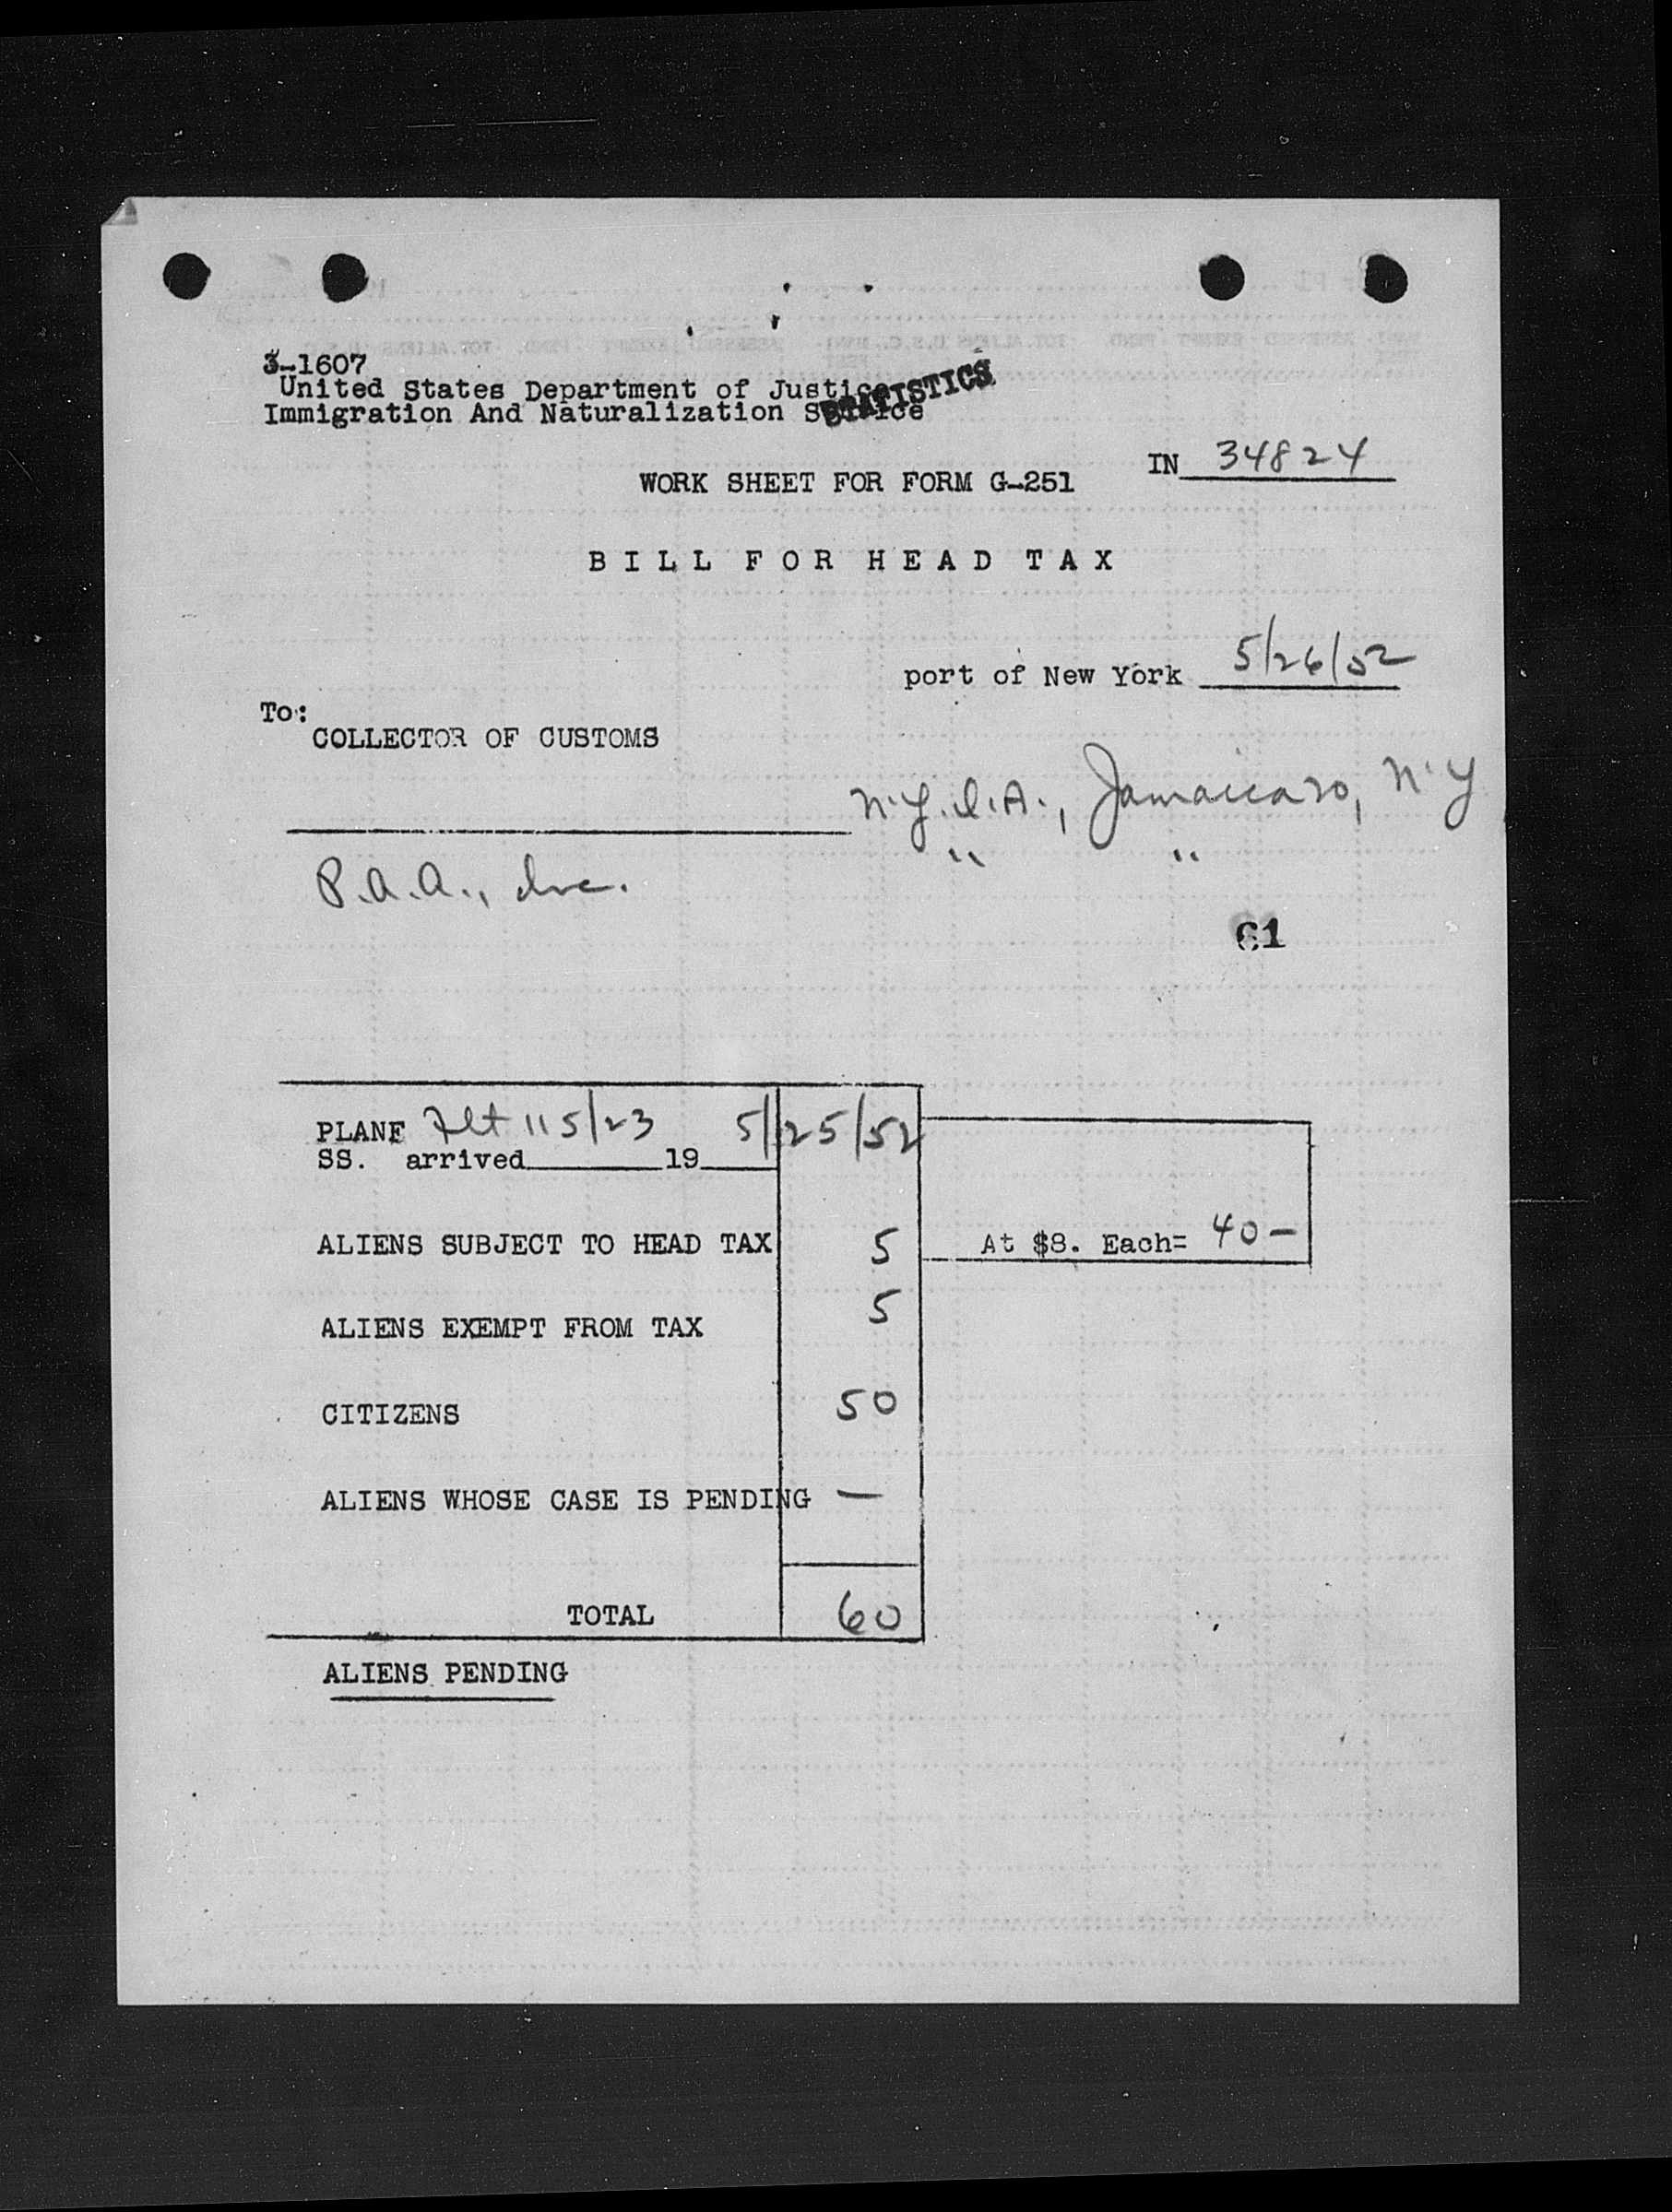 3-1607
United States Department of Justice
STATISTICS
Immigration And Naturalization Service
IN 34824
WORK SHEET FOR FORM G-251
BILL FOR HEAD TAX
port of New York 5/26/52
To:
COLLECTOR OF CUSTOMS
N.Y.I.A., Jamaica 30, N.Y
P.A.A., Inc. " "
61
PLANE Flt 115/23 5/25/52
SS. arrived 19
ALIENS SUBJECT TO HEAD TAX 5 At $8. Each= 40-
ALIENS EXEMPT FROM TAX 5
CITIZENS 50
ALIENS WHOSE CASE IS PENDING —
TOTAL 60
ALIENS PENDING